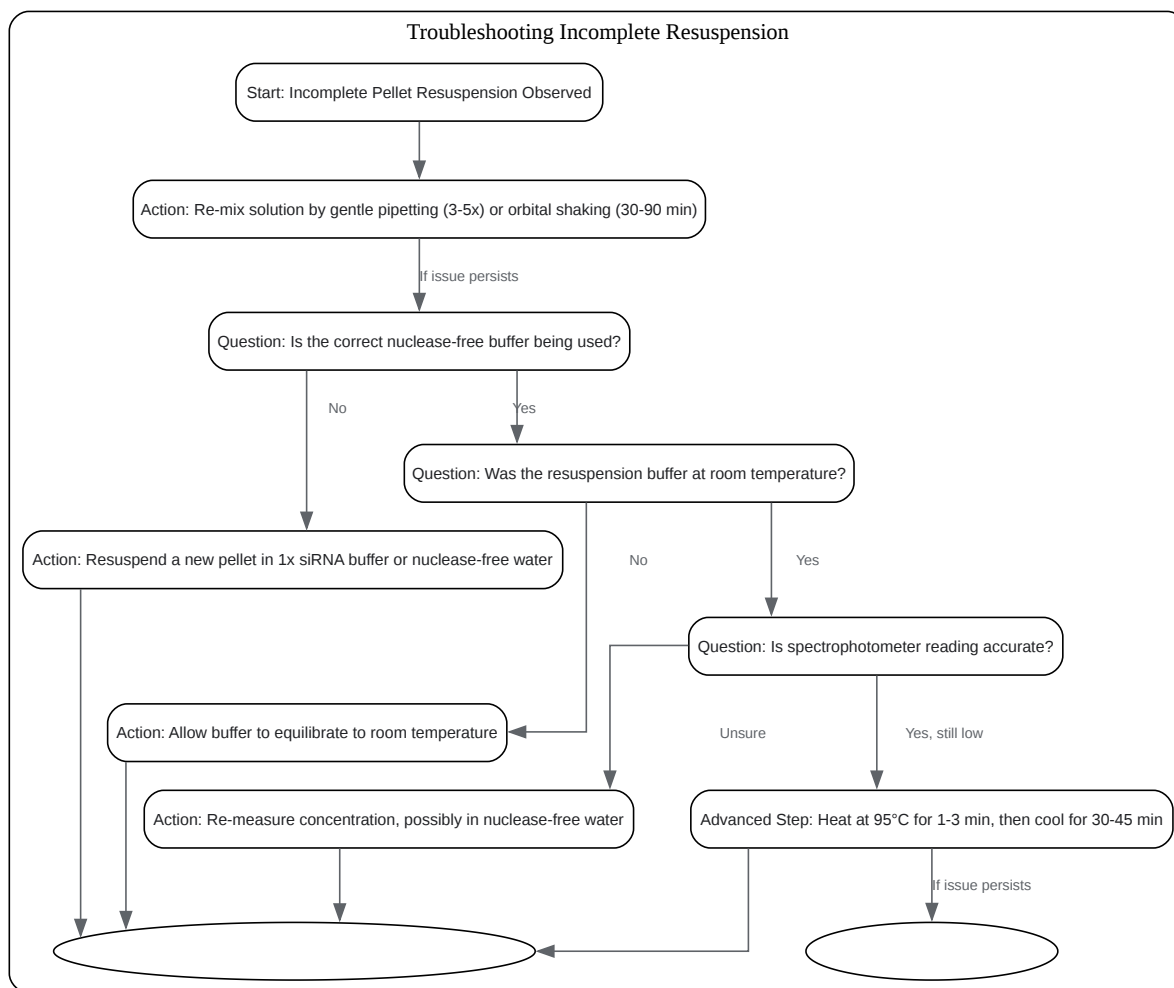 Troubleshooting Incomplete Resuspension
Start: Incomplete Pellet Resuspension Observed
Action: Re-mix solution by gentle pipetting (3-5x) or orbital shaking (30-90 min)
If issue persists
Question: Is the correct nuclease-free buffer being used?
No
Yes
Question: Was the resuspension buffer at room temperature?
Action: Resuspend a new pellet in 1x siRNA buffer or nuclease-free water
No
Yes
Question: Is spectrophotometer reading accurate?
Action: Allow buffer to equilibrate to room temperature
Unsure
Yes, still low
Action: Re-measure concentration, possibly in nuclease-free water
Advanced Step: Heat at 95°C for 1-3 min, then cool for 30-45 min
If issue persists